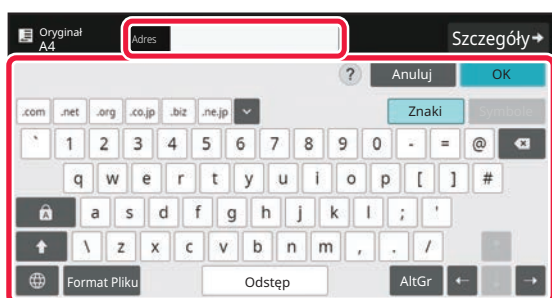 Oryginał
A4
Adres
Szczegóły
? Anuluj OK
.com .net .org .co.jp .biz .ne.jp Znaki Symbole
` 1 2 3 4 5 6 7 8 9 0 - = @
q w e r t y u i o p [ ] #
A a s d f g h j k l ; '
\ z x c v b n m , . /
Format Pliku Odstęp AltGr